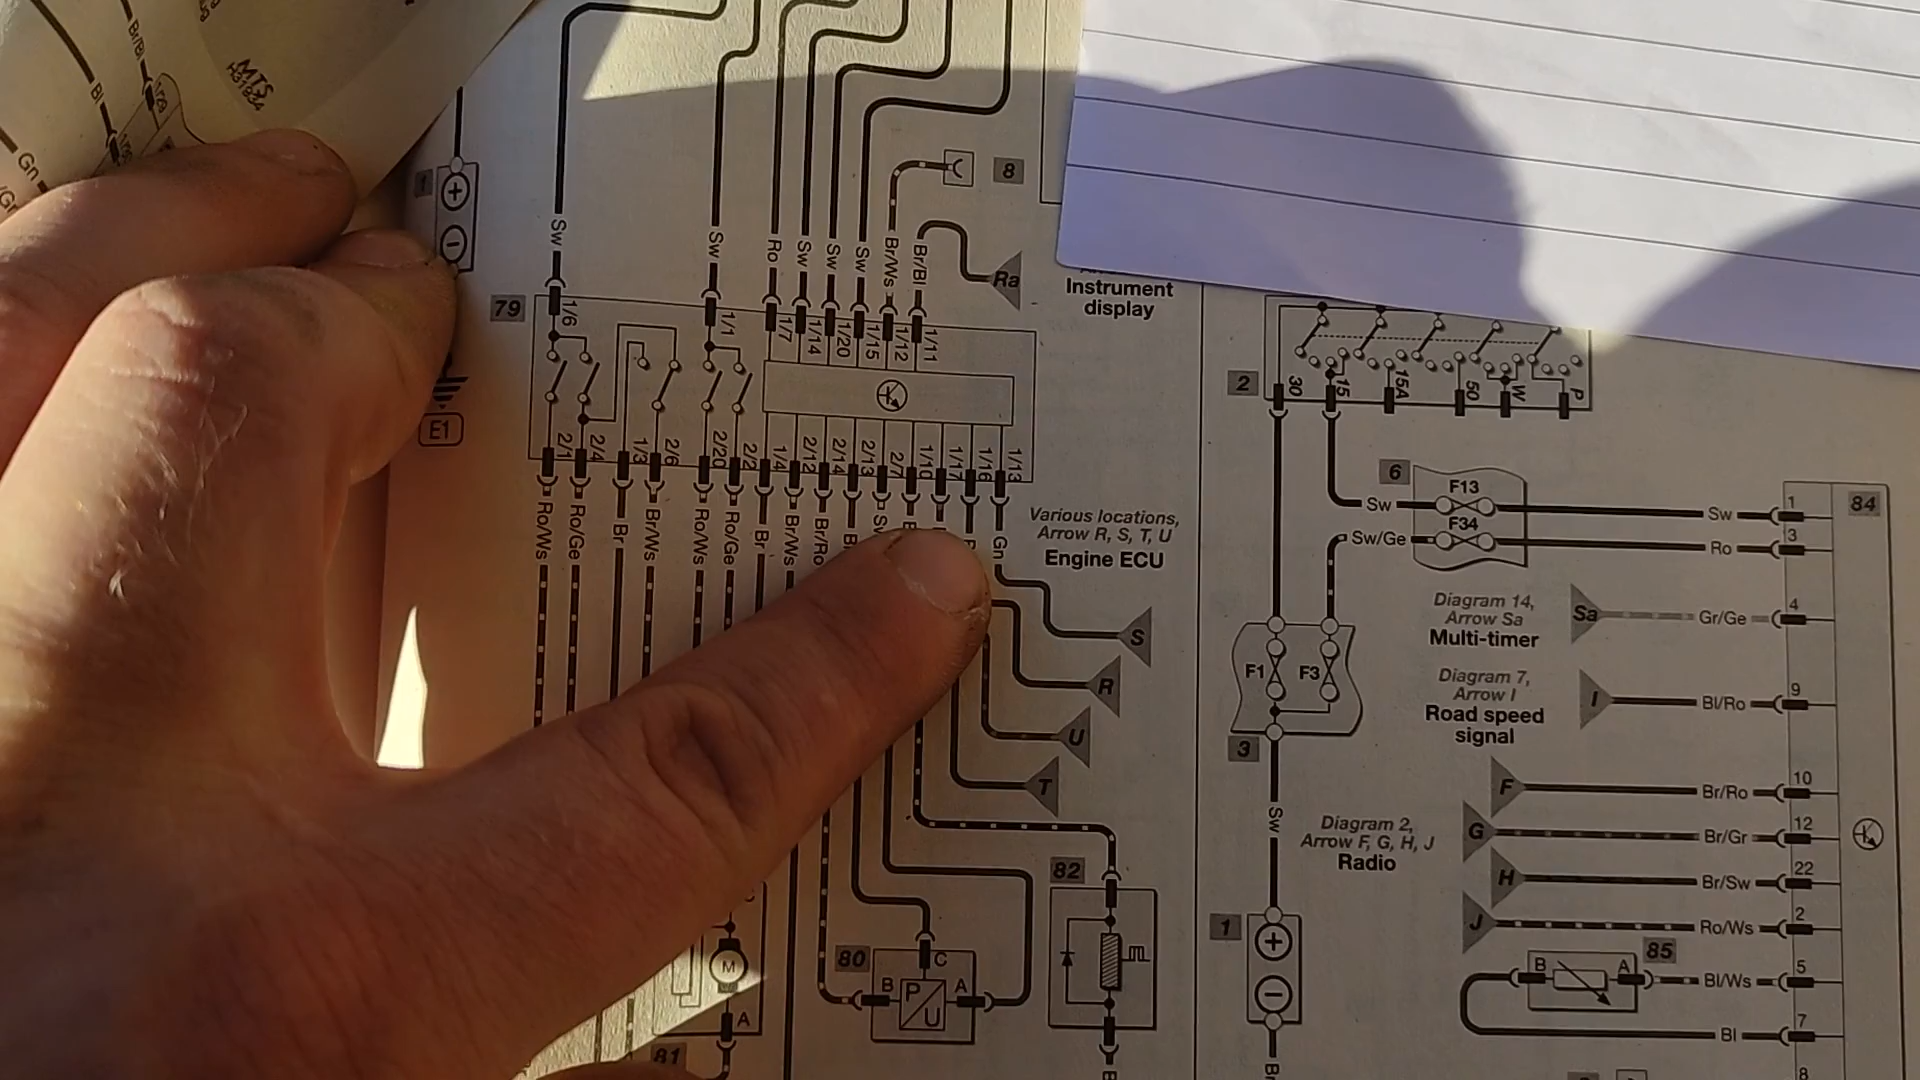 Br/Bl
Bl
MTS
H31934
Gn
1/29
1
E1
Sw
Sw
Ro
Sw
Sw
Sw
Br/Ws
Br/Bl
8
Ra
79
1/6
1/1
1/7
1/14
1/20
1/15
1/12
1/11
2/1
2/4
1/3
2/6
2/20
2/2
1/4
2/12
2/14
2/13
2/7
1/10
1/17
1/16
1/13
Ro/Ws
Ro/Ge
Br
Br/Ws
Ro/Ws
Ro/Ge
Br
Br/Ws
Br/Ro
Gn
Various locations,
Arrow R, S, T, U
Engine ECU
S
R
U
T
82
80
C
B
P
U
A
M
A
81
Instrument
display
2
30
15
15A
50
W
P
6
F13
Sw
Sw
1
84
F34
Sw/Ge
Ro
3
Diagram 14,
Arrow Sa
Multi-timer
Sa
Gr/Ge
4
F1
F3
3
Diagram 7,
Arrow I
Road speed
signal
I
Bl/Ro
9
Sw
F
Br/Ro
10
Diagram 2,
Arrow F, G, H, J
Radio
G
Br/Gr
12
H
Br/Sw
22
J
Ro/Ws
2
1
85
B
A
Bl/Ws
5
Bl
7
8